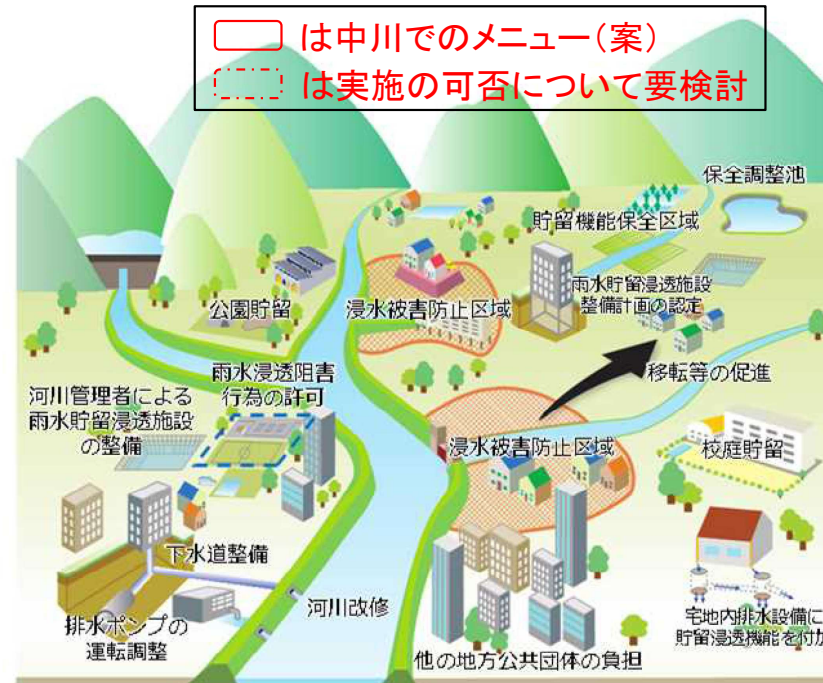 は中川でのメニュー(案)
は実施の可否について要検討
保全調整池
貯留機能保全区域
公園貯留
浸水被害防止区域
雨水貯留浸透施設
整備計画の認定
雨水浸透阻害
行為の許可
移転等の促進
河川管理者による
雨水貯留浸透施設
の整備
浸水被害防止区域
校庭貯留
下水道整備
河川改修
排水ポンプの
運転調整
他の地方公共団体の負担
宅地内排水設備に
貯留浸透機能を付加